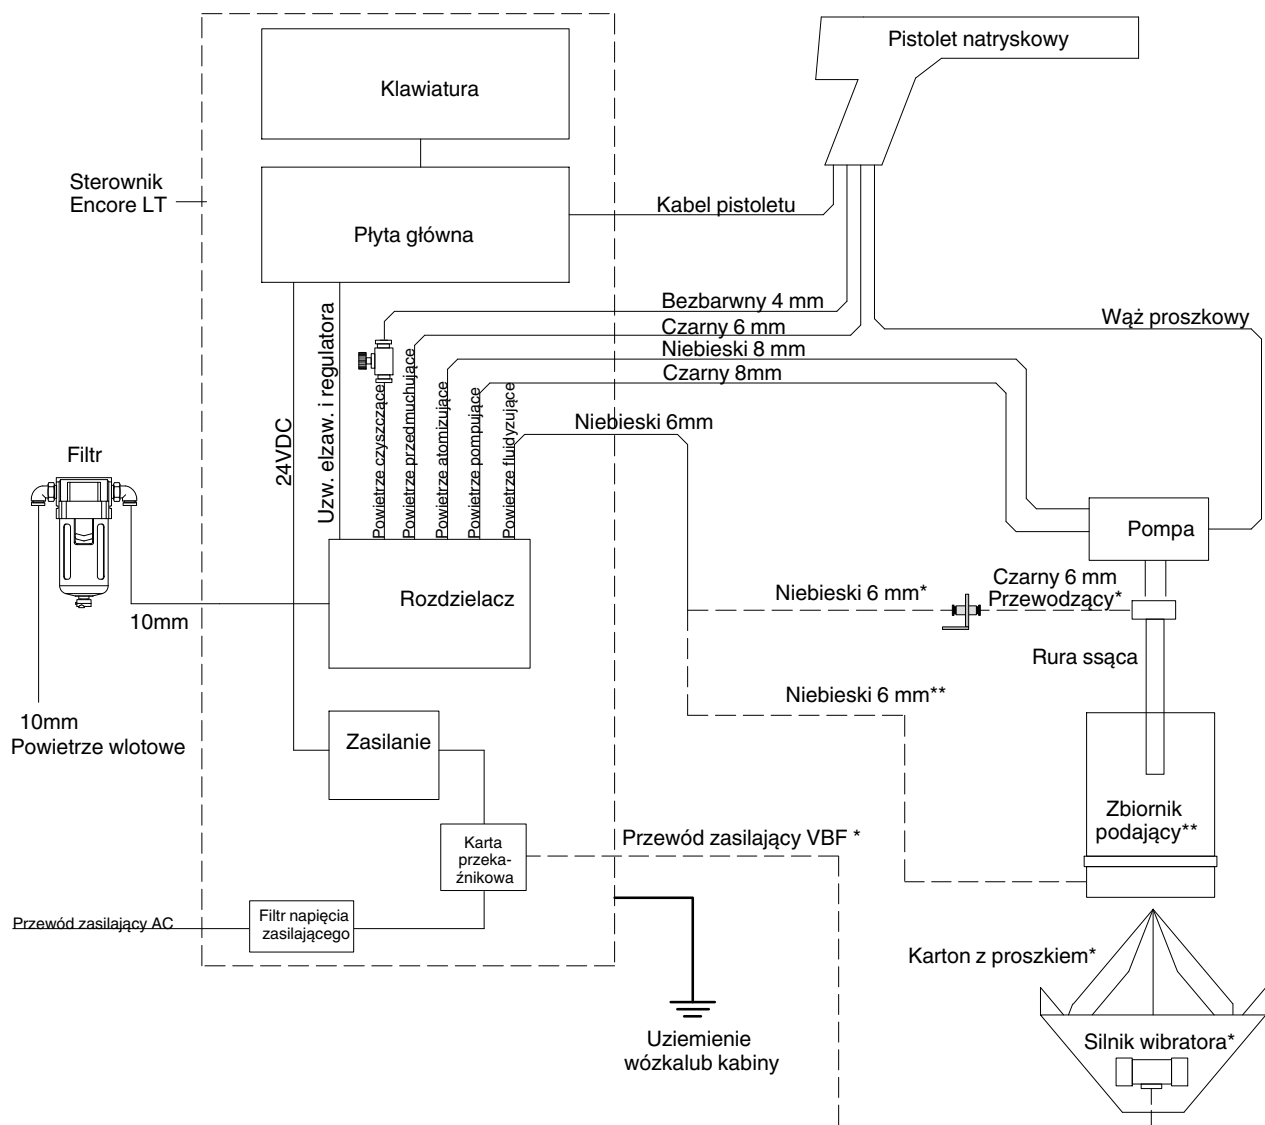 Pistolet natryskowy
Klawiatura
Sterownik
Encore LT
Płyta główna
Kabel pistoletu
Bezbarwny 4 mm
Czarny 6 mm
Niebieski 8 mm
Czarny 8mm
Niebieski 6mm
Wąż proszkowy
24VDC
Uzw. elzaw. i regulatora
Powietrze czyszczące
Powietrze przedmuchujące
Powietrze atomizujące
Powietrze pompujące
Powietrze fluidyzujące
Filtr
Pompa
Rozdzielacz
10mm
Niebieski 6 mm*
Czarny 6 mm
Przewodzący*
Rura ssąca
Niebieski 6 mm**
10mm
Powietrze wlotowe
Zasilanie
Zbiornik
podający**
Karta
przeka-
źnikowa
Przewód zasilający VBF *
Przewód zasilający AC
Filtr napięcia
zasilającego
Karton z proszkiem*
Uziemienie
wózkalub kabiny
Silnik wibratora*